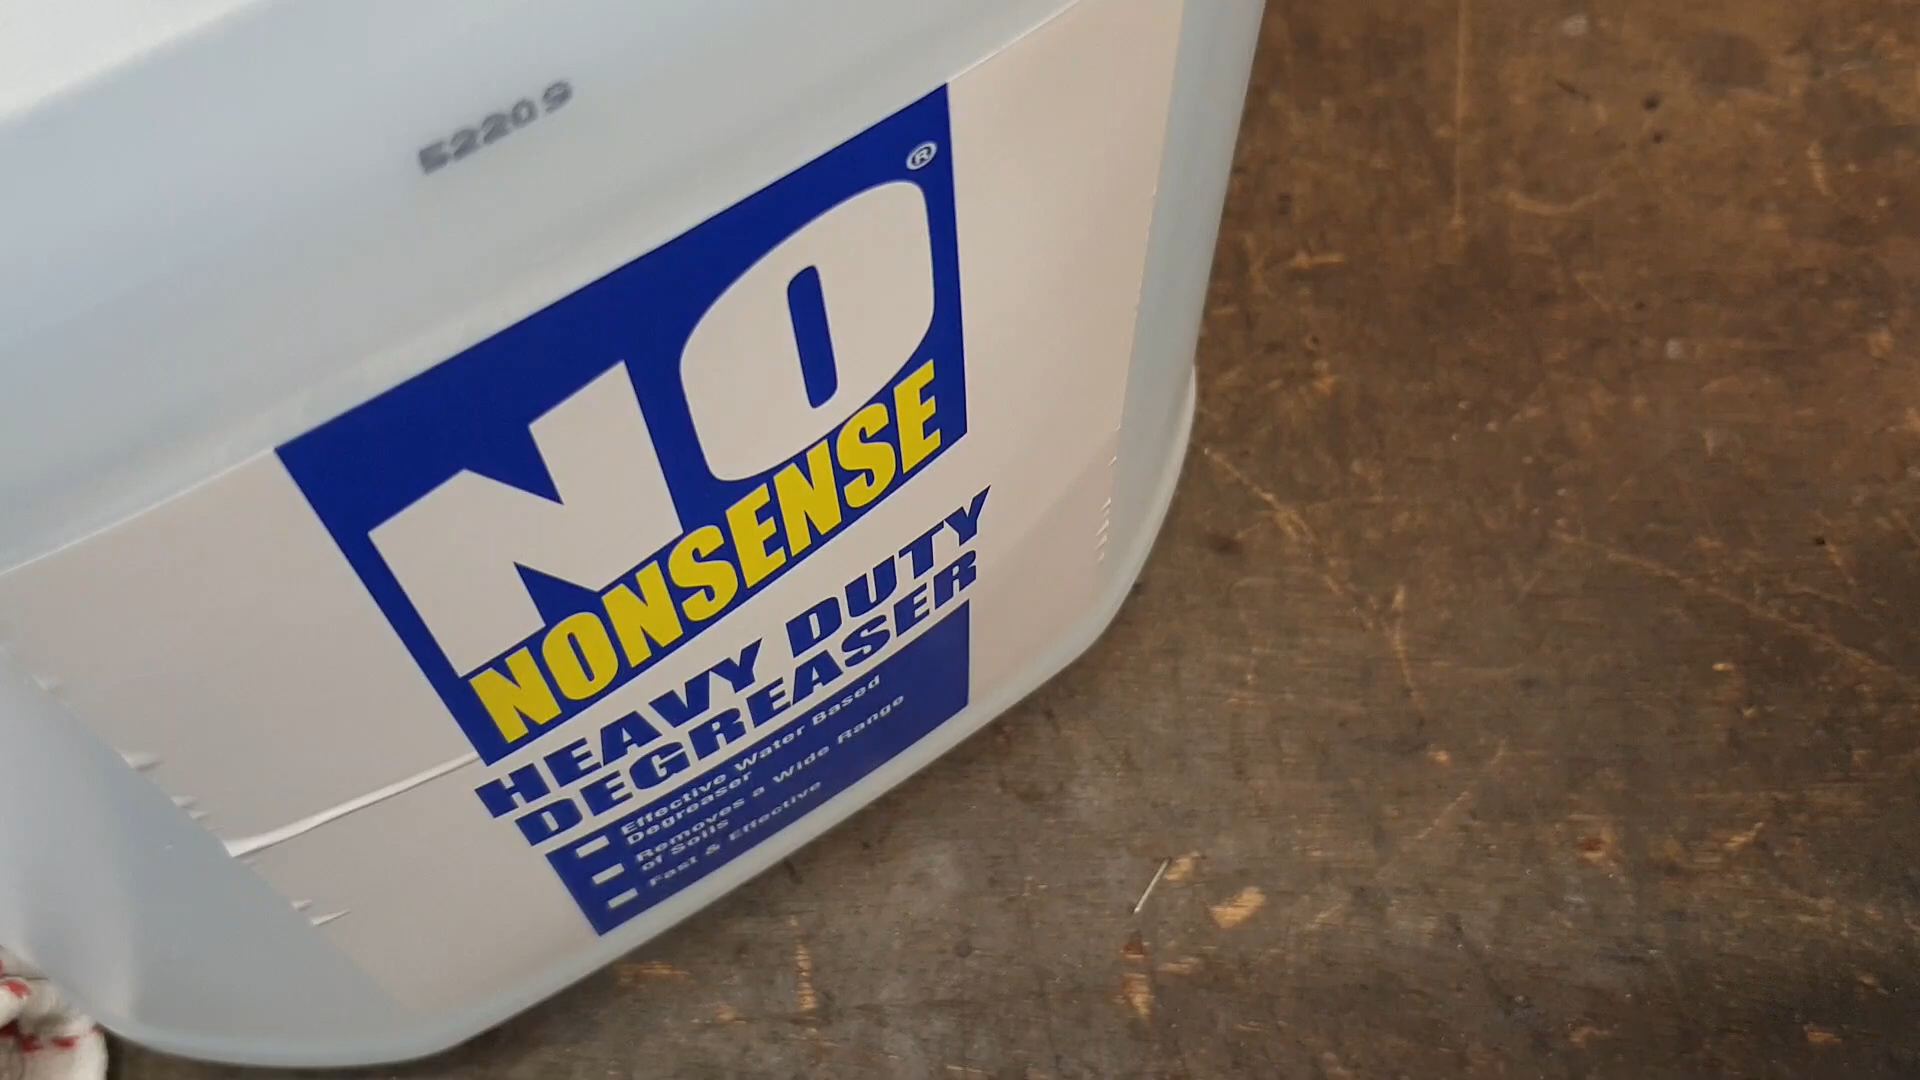 52209
®
NO
NONSENSE
HEAVY DUTY
DEGREASER
Effective Water Based
Degreaser
Removes a Wide Range
of Soils
Fast & Effective